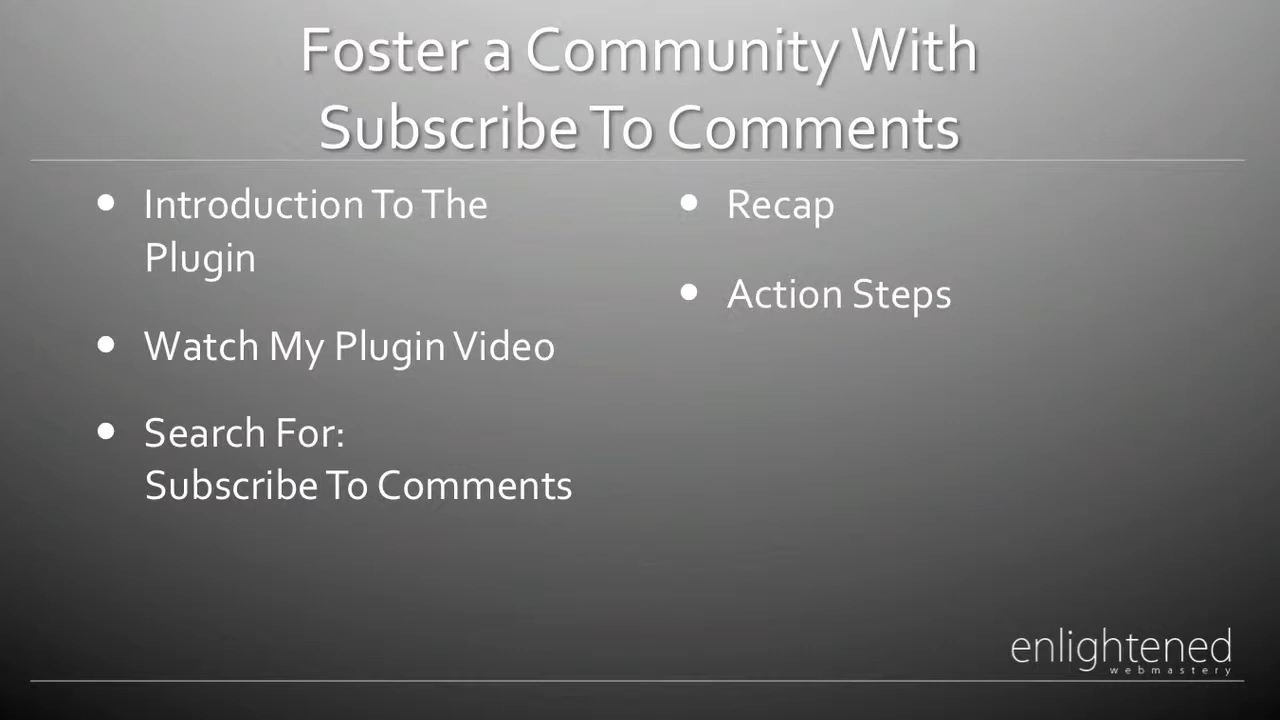 Foster a Community With
Subscribe To Comments
Introduction To The
Plugin
Watch My Plugin Video
Search For:
Subscribe To Comments
Recap
Action Steps
enlightened
webmastery